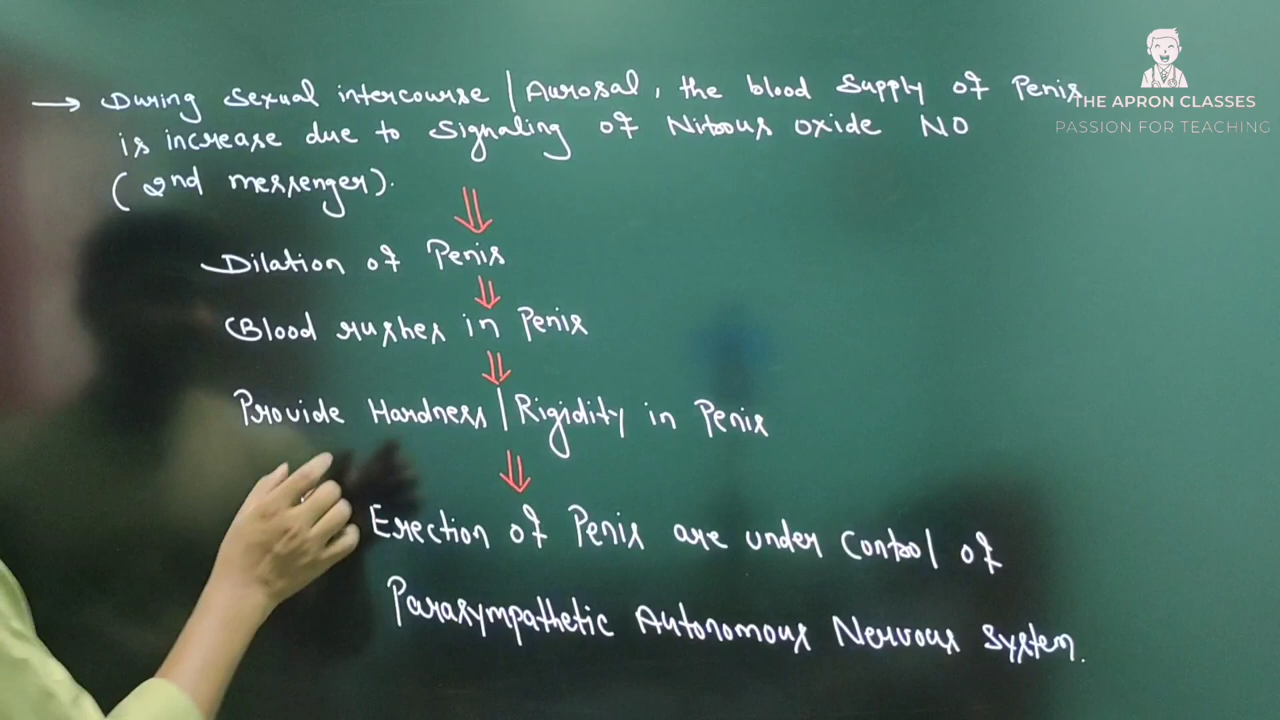 → During Sexual intercourse / Aurosal, the blood Supply of Penis
is increase due to Signaling of Nitrous oxide NO
(2nd messenger).
Dilation of Penis
Blood rushes in Penis
Provide Hardness / Rigidity in Penis
Erection of Penis are under Control of
Parasympathetic Autonomous Nervous System.
THE APRON CLASSES
PASSION FOR TEACHING